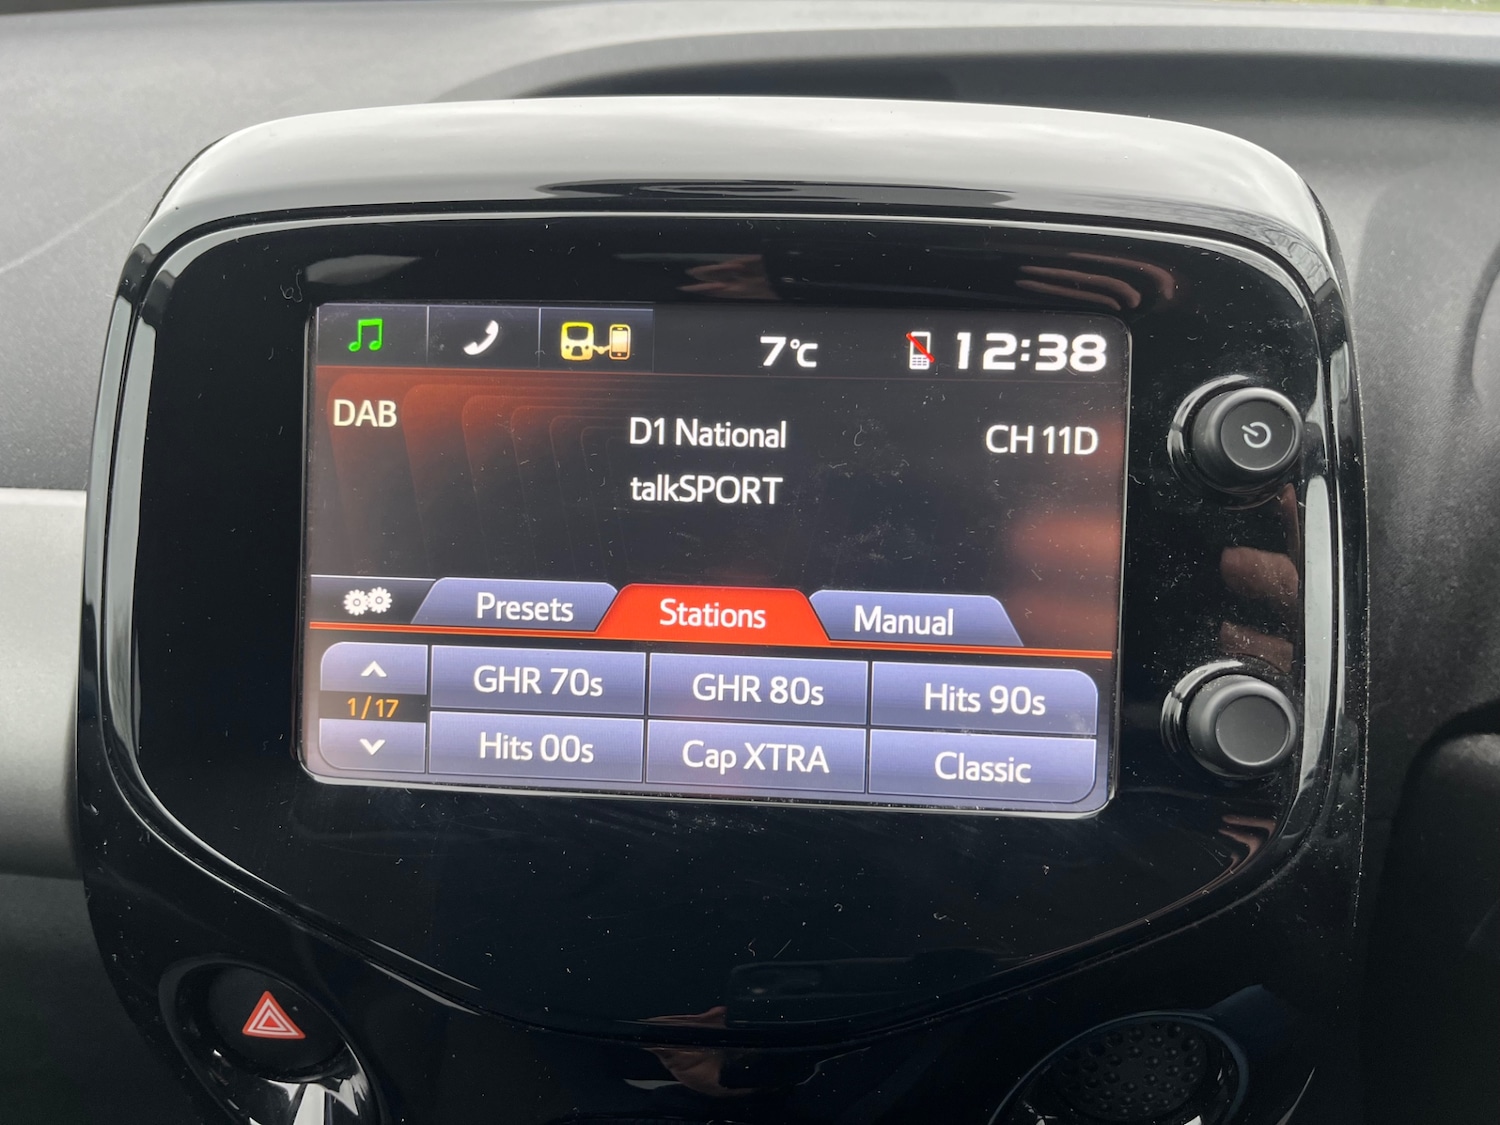 7°C 12:38
DAB D1 National CH 11D
talkSPORT
Presets Stations Manual
GHR 70s GHR 80s Hits 90s
1/17
Hits 00s Cap XTRA Classic